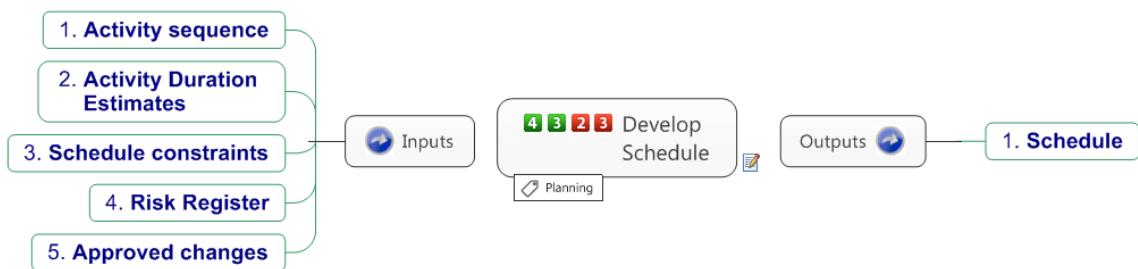 1. Activity sequence
2. Activity Duration
Estimates
3. Schedule constraints
4. Risk Register
5. Approved changes
Inputs
4 3 2 3 Develop
Schedule
Planning
Outputs
1. Schedule